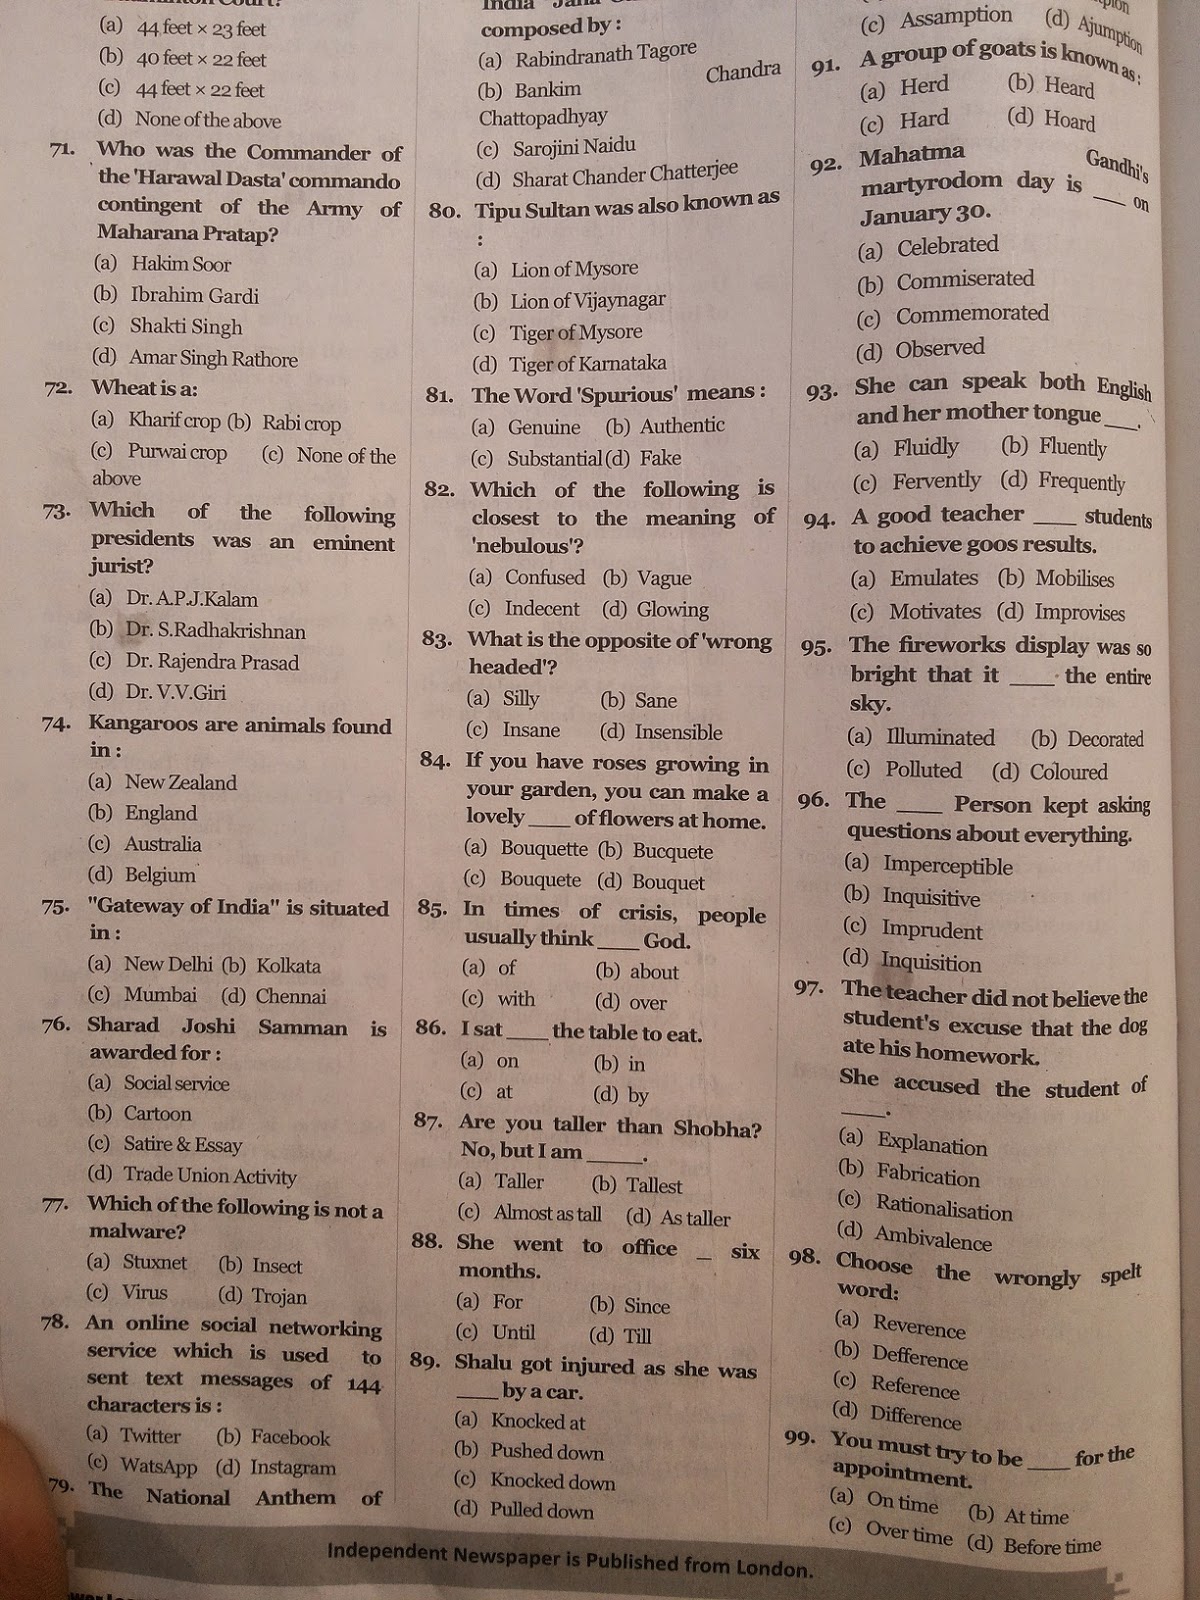 (a) 44 feet × 23 feet
(b) 40 feet × 22 feet
(c) 44 feet × 22 feet
(d) None of the above
71. Who was the Commander of
the 'Harawal Dasta' commando
contingent of the Army of
Maharana Pratap?
(a) Hakim Soor
(b) Ibrahim Gardi
(c) Shakti Singh
(d) Amar Singh Rathore
72. Wheat is a:
(a) Kharif crop (b) Rabi crop
(c) Purwai crop (c) None of the
above
73. Which of the following
presidents was an eminent
jurist?
(a) Dr. A.P.J.Kalam
(b) Dr. S.Radhakrishnan
(c) Dr. Rajendra Prasad
(d) Dr. V.V.Giri
74. Kangaroos are animals found
in :
(a) New Zealand
(b) England
(c) Australia
(d) Belgium
75. "Gateway of India" is situated
in :
(a) New Delhi (b) Kolkata
(c) Mumbai (d) Chennai
76. Sharad Joshi Samman is
awarded for :
(a) Social service
(b) Cartoon
(c) Satire & Essay
(d) Trade Union Activity
77. Which of the following is not a
malware?
(a) Stuxnet (b) Insect
(c) Virus (d) Trojan
78. An online social networking
service which is used to
sent text messages of 144
characters is :
(a) Twitter (b) Facebook
(c) WatsApp (d) Instagram
79. The National Anthem of
India
composed by :
(a) Rabindranath Tagore
(b) Bankim Chandra
Chattopadhyay
(c) Sarojini Naidu
(d) Sharat Chander Chatterjee
80. Tipu Sultan was also known as
:
(a) Lion of Mysore
(b) Lion of Vijaynagar
(c) Tiger of Mysore
(d) Tiger of Karnataka
81. The Word 'Spurious' means :
(a) Genuine (b) Authentic
(c) Substantial (d) Fake
82. Which of the following is
closest to the meaning of
'nebulous'?
(a) Confused (b) Vague
(c) Indecent (d) Glowing
83. What is the opposite of 'wrong
headed'?
(a) Silly (b) Sane
(c) Insane (d) Insensible
84. If you have roses growing in
your garden, you can make a
lovely ____ of flowers at home.
(a) Bouquette (b) Bucquete
(c) Bouquete (d) Bouquet
85. In times of crisis, people
usually think ____ God.
(a) of (b) about
(c) with (d) over
86. I sat ____ the table to eat.
(a) on (b) in
(c) at (d) by
87. Are you taller than Shobha?
No, but I am _____.
(a) Taller (b) Tallest
(c) Almost as tall (d) As taller
88. She went to office _ six
months.
(a) For (b) Since
(c) Until (d) Till
89. Shalu got injured as she was
____ by a car.
(a) Knocked at
(b) Pushed down
(c) Knocked down
(d) Pulled down
(c) Assamption (d) Ajumption
91. A group of goats is known as :
(a) Herd (b) Heard
(c) Hard (d) Hoard
92. Mahatma Gandhi's
martyrodom day is ___ on
January 30.
(a) Celebrated
(b) Commiserated
(c) Commemorated
(d) Observed
93. She can speak both English
and her mother tongue ___.
(a) Fluidly (b) Fluently
(c) Fervently (d) Frequently
94. A good teacher ____ students
to achieve goos results.
(a) Emulates (b) Mobilises
(c) Motivates (d) Improvises
95. The fireworks display was so
bright that it ____ the entire
sky.
(a) Illuminated (b) Decorated
(c) Polluted (d) Coloured
96. The ____ Person kept asking
questions about everything.
(a) Imperceptible
(b) Inquisitive
(c) Imprudent
(d) Inquisition
97. The teacher did not believe the
student's excuse that the dog
ate his homework.
She accused the student of
____.
(a) Explanation
(b) Fabrication
(c) Rationalisation
(d) Ambivalence
98. Choose the wrongly spelt
word:
(a) Reverence
(b) Defference
(c) Reference
(d) Difference
99. You must try to be ____ for the
appointment.
(a) On time (b) At time
(c) Over time (d) Before time
Independent Newspaper is Published from London.